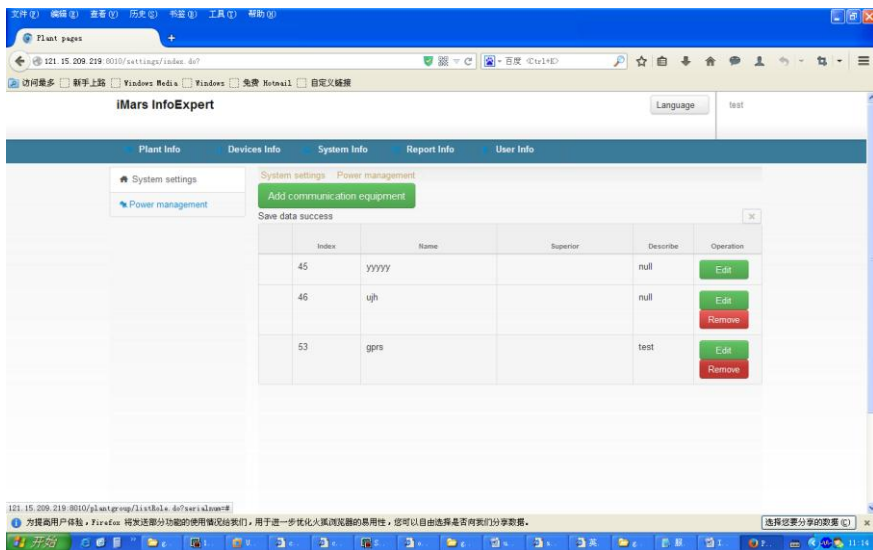 文件(F) 编辑(E) 查看(V) 历史(S) 书签(B) 工具(T) 帮助(H)
Plant pages
121.15.209.219:8010/settings/index.do?
百度 <Ctrl+K>
访问最多 新手上路 Windows Media Windows 免费 Hotmail 自定义链接
iMars InfoExpert
Language
test
Plant Info Devices Info System Info Report Info User Info
System settings
Power management
System settings Power management
Add communication equipment
Save data success
Index Name Superior Describe Operation
45 yyyyy null Edit
46 ujh null Edit
Remove
53 gprs test Edit
Remove
121.15.209.219:8010/plantgroup/listRole.do?serialnum=#
为提高用户体验，Firefox 将发送部分功能的使用情况给我们，用于进一步优化火狐浏览器的易用性，您可以自由选择是否向我们分享数据。
选择您要分享的数据(C)
开始
11:14